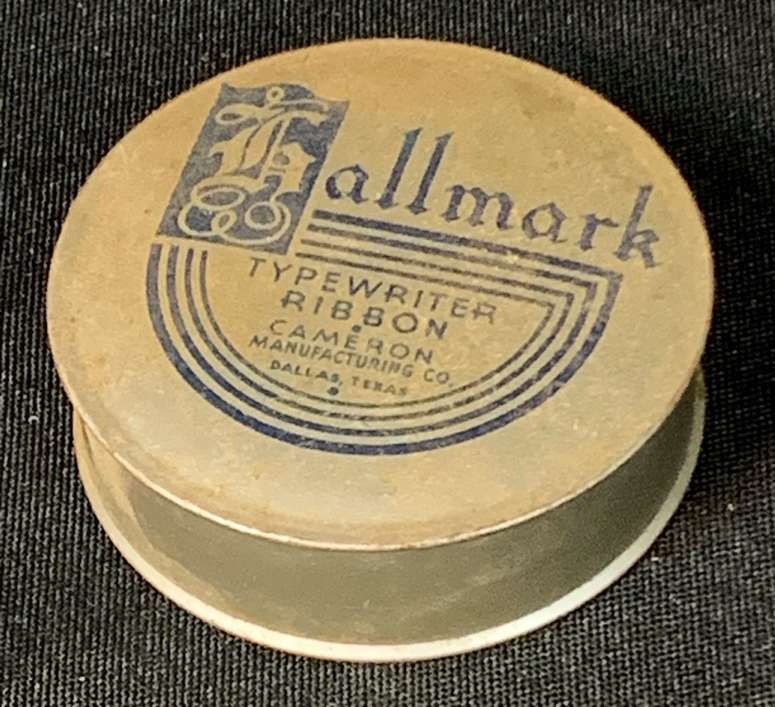 Hallmark
TYPEWRITER
RIBBON
CAMERON
MANUFACTURING CO.
DALLAS, TEXAS